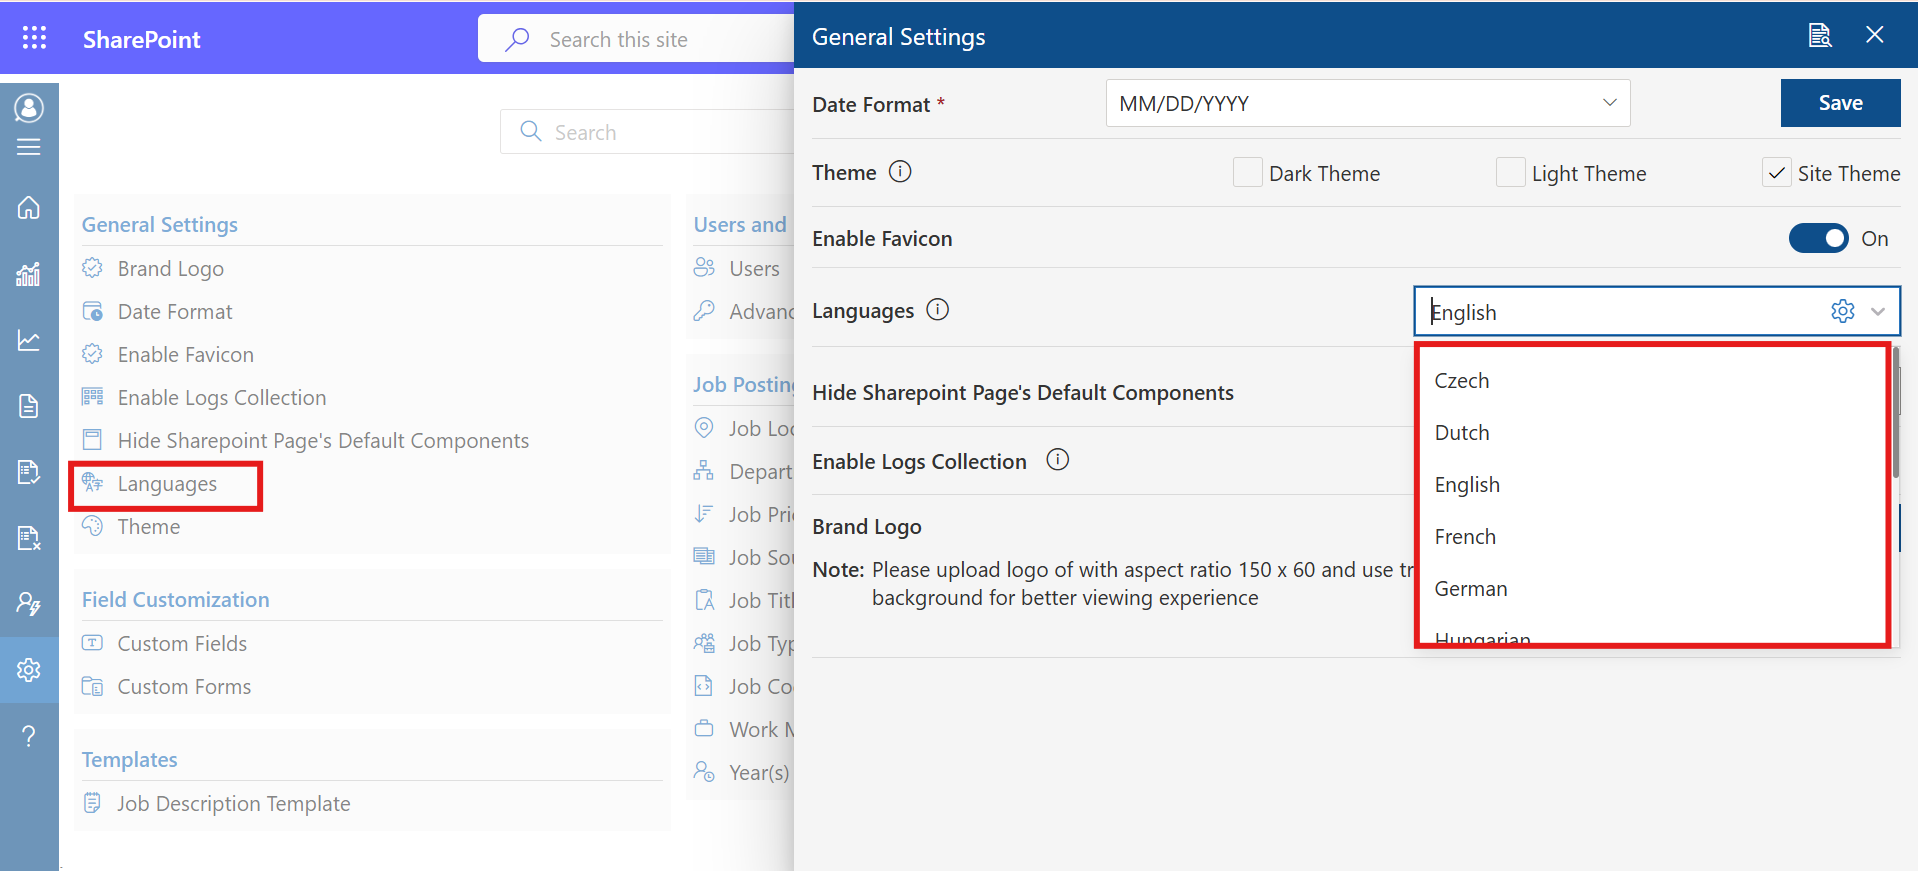 SharePoint
Search this site
Search
General Settings
Brand Logo
Date Format
Enable Favicon
Enable Logs Collection
Hide Sharepoint Page's Default Components
Languages
Theme
Field Customization
Custom Fields
Custom Forms
Templates
Job Description Template
Users and
Users
Advanc
Job Posting
Job Loc
Depart
Job Pri
Job Sou
Job Titl
Job Typ
Job Co
Work M
Year(s)
General Settings
Date Format *
MM/DD/YYYY
Save
Theme
Dark Theme
Light Theme
Site Theme
Enable Favicon
On
Languages
English
Czech
Dutch
English
French
German
Hungarian
Hide Sharepoint Page's Default Components
Enable Logs Collection
Brand Logo
Note: Please upload logo of with aspect ratio 150 x 60 and use tr
background for better viewing experience